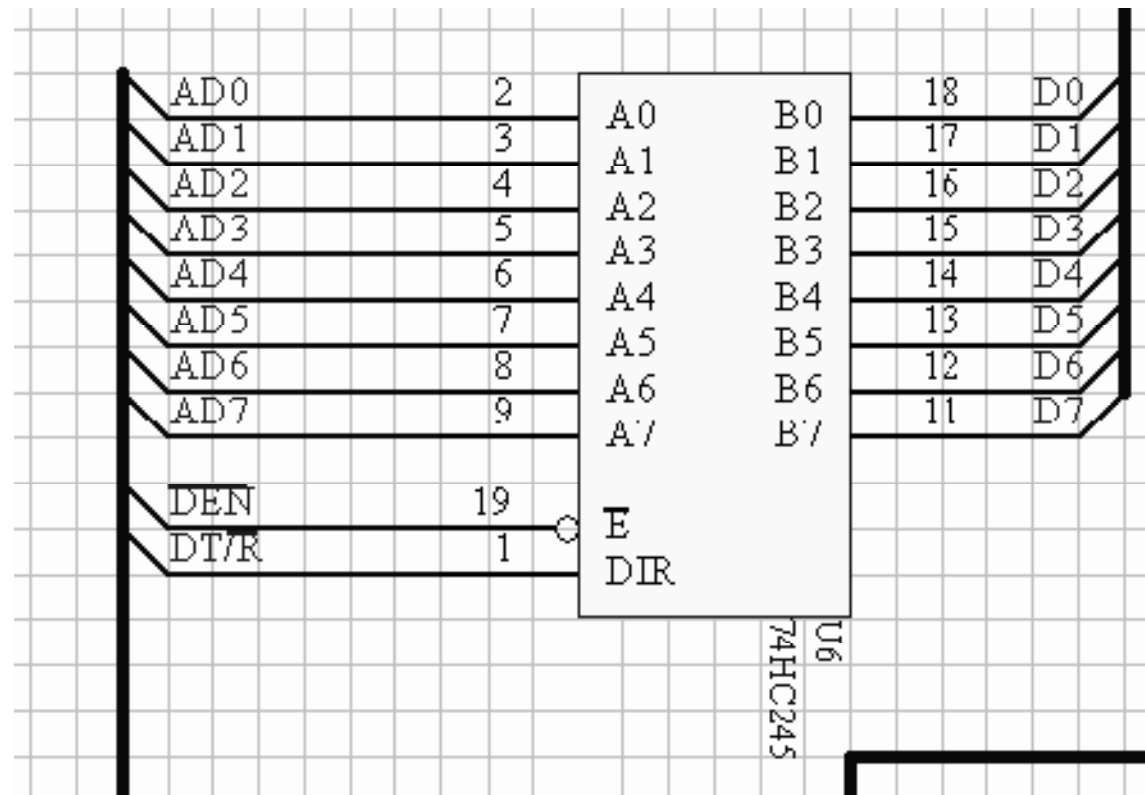 AD0 2 A0 B0 18 D0
AD1 3 A1 B1 17 D1
AD2 4 A2 B2 16 D2
AD3 5 A3 B3 15 D3
AD4 6 A4 B4 14 D4
AD5 7 A5 B5 13 D5
AD6 8 A6 B6 12 D6
AD7 9 A7 B7 11 D7
D̅E̅N̅ 19 E̅
DT/R̅ 1 DIR
U6
74HC245